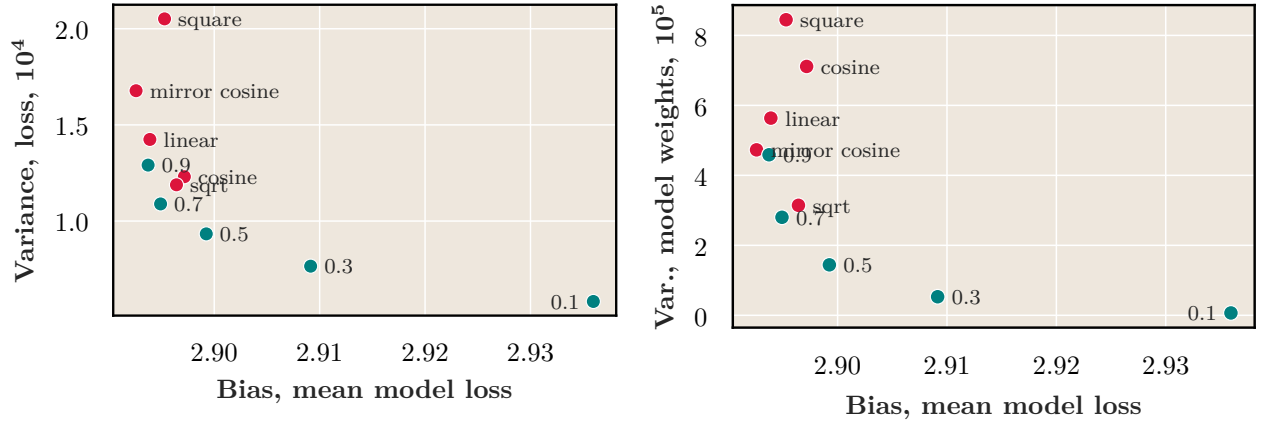 Variance, loss, 10⁴
2.0
1.5
1.0
square
mirror cosine
linear
0.9
cosine
sqrt
0.7
0.5
0.3
0.1
2.90 2.91 2.92 2.93
Bias, mean model loss
Var., model weights, 10⁵
8
6
4
2
0
square
cosine
linear
mirror cosine
0.9
sqrt
0.7
0.5
0.3
0.1
2.90 2.91 2.92 2.93
Bias, mean model loss